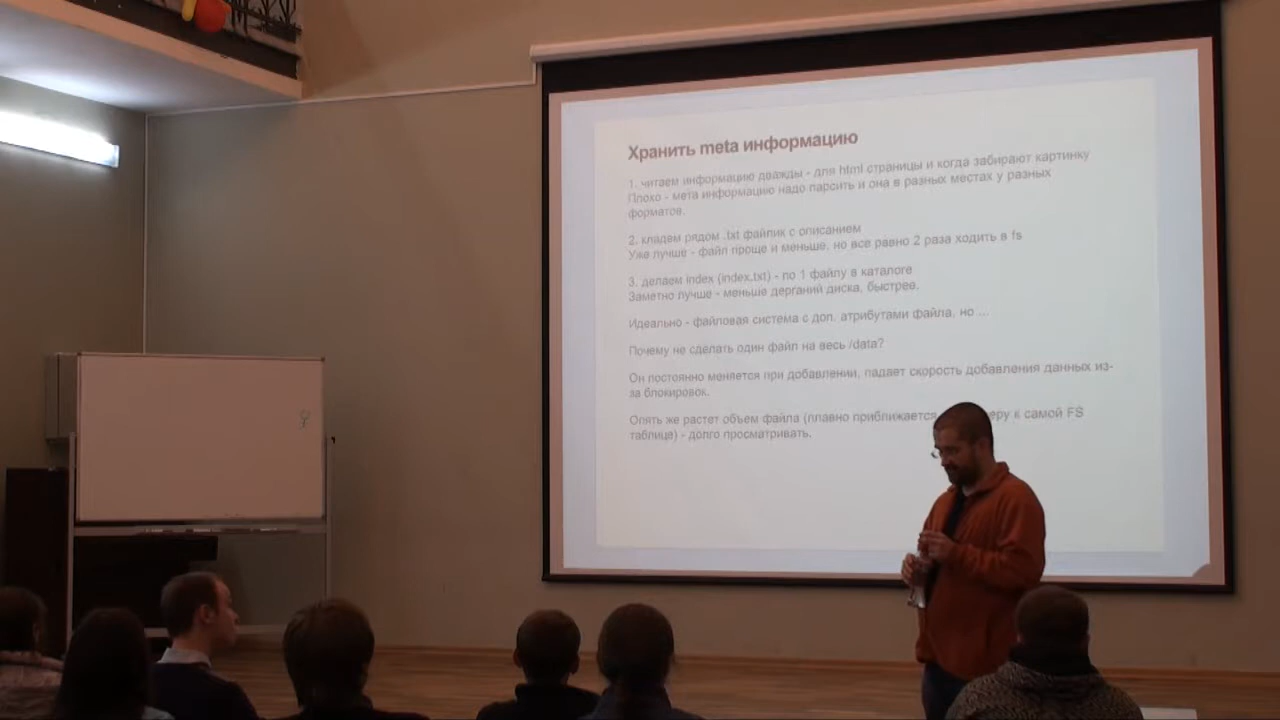 Хранить meta информацию
1. читаем информацию дважды - для html страницы и когда забирают картинку
Плохо - мета информацию надо парсить и она в разных местах у разных
форматов.
2. кладем рядом .txt файлик с описанием
Уже лучше - файл проще и меньше, но все равно 2 раза ходить в fs
3. делаем index (index.txt) - по 1 файлу в каталоге
Заметно лучше - меньше дерганий диска, быстрее.
Идеально - файловая система с доп. атрибутами файла, но ...
Почему не сделать один файл на весь /data?
Он постоянно меняется при добавлении, падает скорость добавления данных из-
за блокировок.
Опять же растет объем файла (плавно приближается к самой FS
таблице) - долго просматривать.